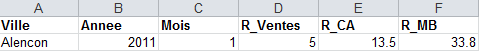 A B C D E F
Ville Annee Mois R_Ventes R_CA R_MB
Alencon 2011 1 5 13.5 33.8